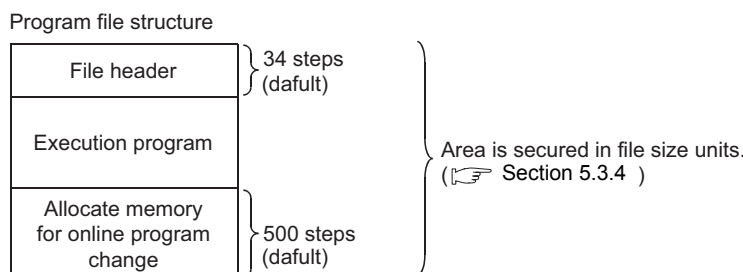 Program file structure
File header
34 steps
(dafult)
Execution program
Area is secured in file size units.
( Section 5.3.4 )
Allocate memory
for online program
change
500 steps
(dafult)